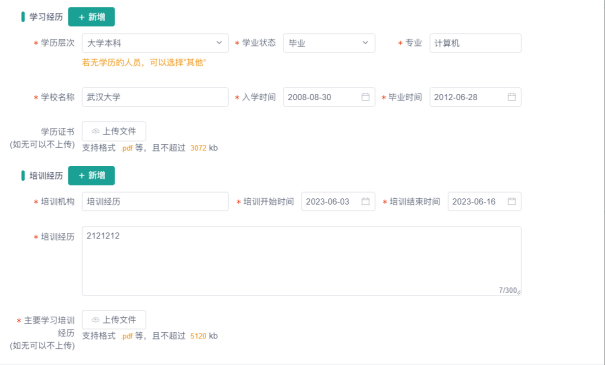 学习经历 + 新增
* 学历层次 大学本科 * 学业状态 毕业 * 专业 计算机
若无学历的人员，可以选择“其他”
* 学校名称 武汉大学 * 入学时间 2008-08-30 * 毕业时间 2012-06-28
学历证书 上传文件
(如无可以不上传) 支持格式 .pdf 等，且不超过 3072 kb
培训经历 + 新增
* 培训机构 培训经历 * 培训开始时间 2023-06-03 * 培训结束时间 2023-06-16
* 培训经历 2121212
7/300
* 主要学习培训 上传文件
经历 支持格式 .pdf 等，且不超过 5120 kb
(如无可以不上传)